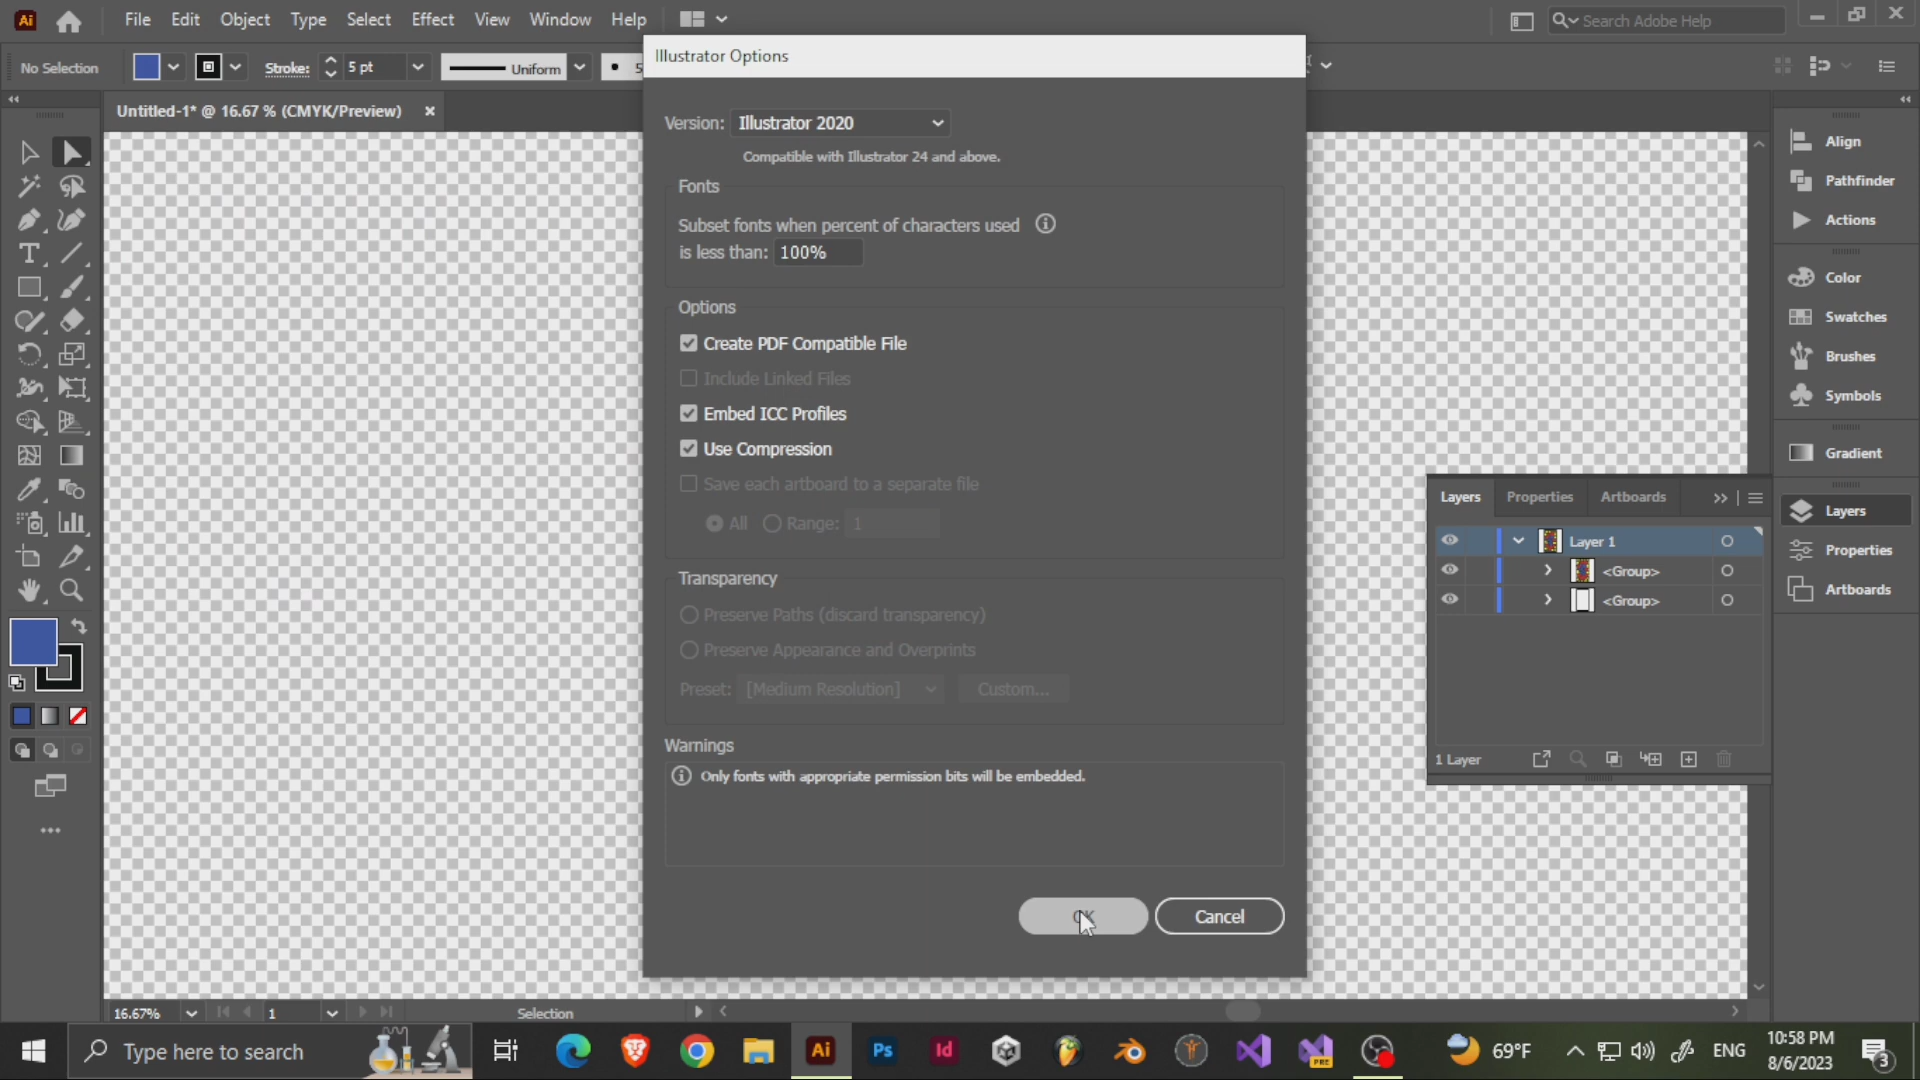 Ai File Edit Object Type Select Effect View Window Help
Search Adobe Help
No Selection Stroke: 5 pt Uniform 5
Illustrator Options
Untitled-1* @ 16.67 % (CMYK/Preview)
Version: Illustrator 2020
Compatible with Illustrator 24 and above.
Fonts
Subset fonts when percent of characters used
is less than: 100%
Options
Create PDF Compatible File
Include Linked Files
Embed ICC Profiles
Use Compression
Save each artboard to a separate file
All Range: 1
Transparency
Preserve Paths (discard transparency)
Preserve Appearance and Overprints
Preset: [Medium Resolution] Custom...
Warnings
Only fonts with appropriate permission bits will be embedded.
OK Cancel
Align
Pathfinder
Actions
Color
Swatches
Brushes
Symbols
Gradient
Layers
Properties
Artboards
Layers Properties Artboards
Layer 1
<Group>
<Group>
1 Layer
16.67% 1 Selection
Type here to search
Ai Ps Id PRE
69°F ENG
10:58 PM
8/6/2023
3